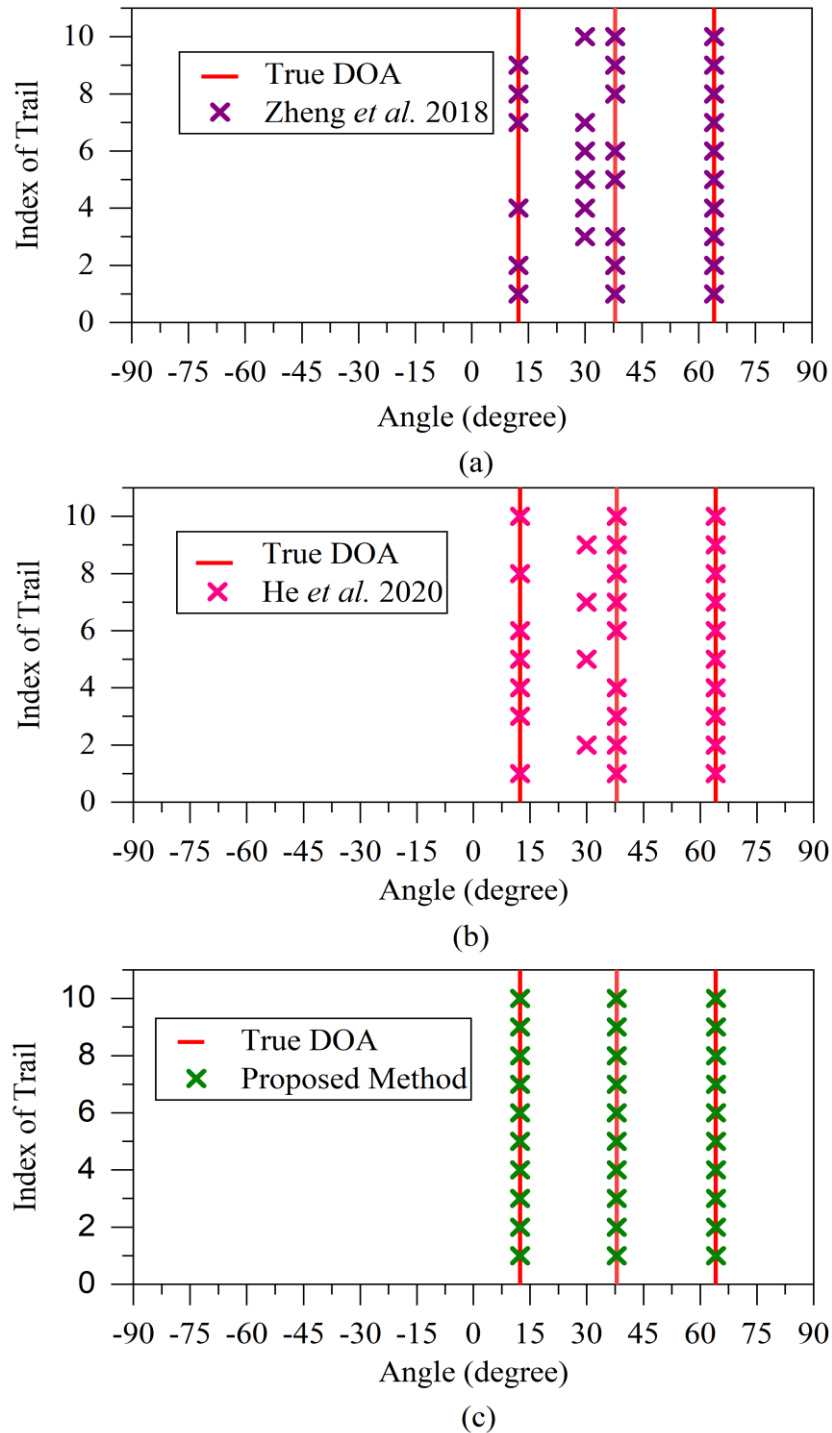 10
8
6
4
2
0
Index of Trail
True DOA
Zheng et al. 2018
-90 -75 -60 -45 -30 -15 0 15 30 45 60 75 90
Angle (degree)
(a)
10
8
6
4
2
0
Index of Trail
True DOA
He et al. 2020
-90 -75 -60 -45 -30 -15 0 15 30 45 60 75 90
Angle (degree)
(b)
10
8
6
4
2
0
Index of Trail
True DOA
Proposed Method
-90 -75 -60 -45 -30 -15 0 15 30 45 60 75 90
Angle (degree)
(c)